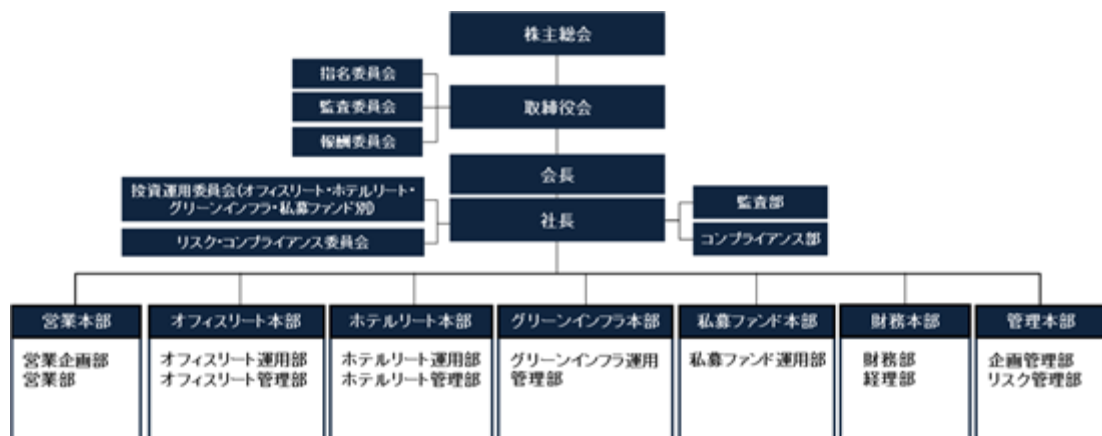 株主総会
指名委員会
監査委員会
報酬委員会
取締役会
会長
投資運用委員会(オフィスリート・ホテルリート・
グリーンインフラ・私募ファンド別)
リスク・コンプライアンス委員会
社長
監査部
コンプライアンス部
営業本部
営業企画部
営業部
オフィスリート本部
オフィスリート運用部
オフィスリート管理部
ホテルリート本部
ホテルリート運用部
ホテルリート管理部
グリーンインフラ本部
グリーンインフラ運用
管理部
私募ファンド本部
私募ファンド運用部
財務本部
財務部
経理部
管理本部
企画管理部
リスク管理部